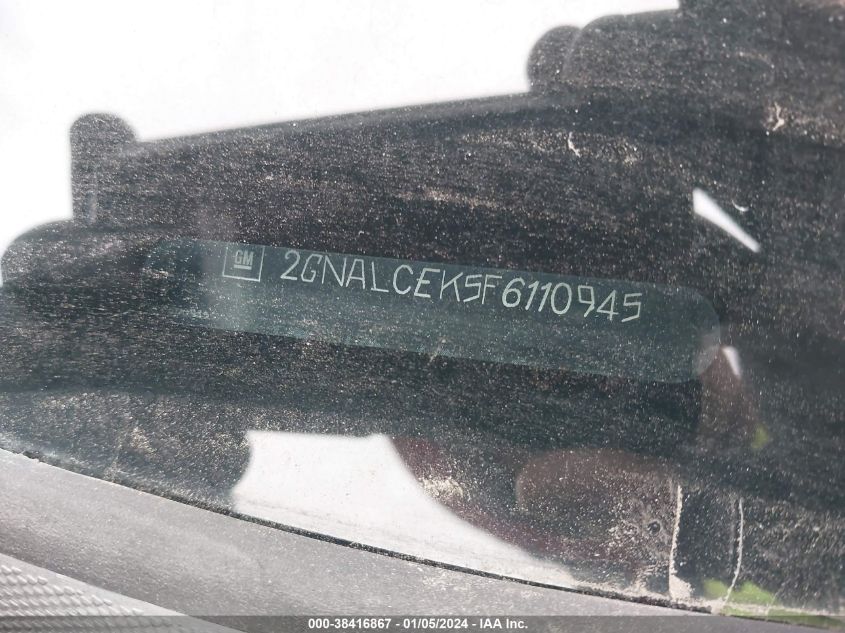 GM 2GNALCEK5F6110945
000-38416867 - 01/05/2024 - IAA Inc.